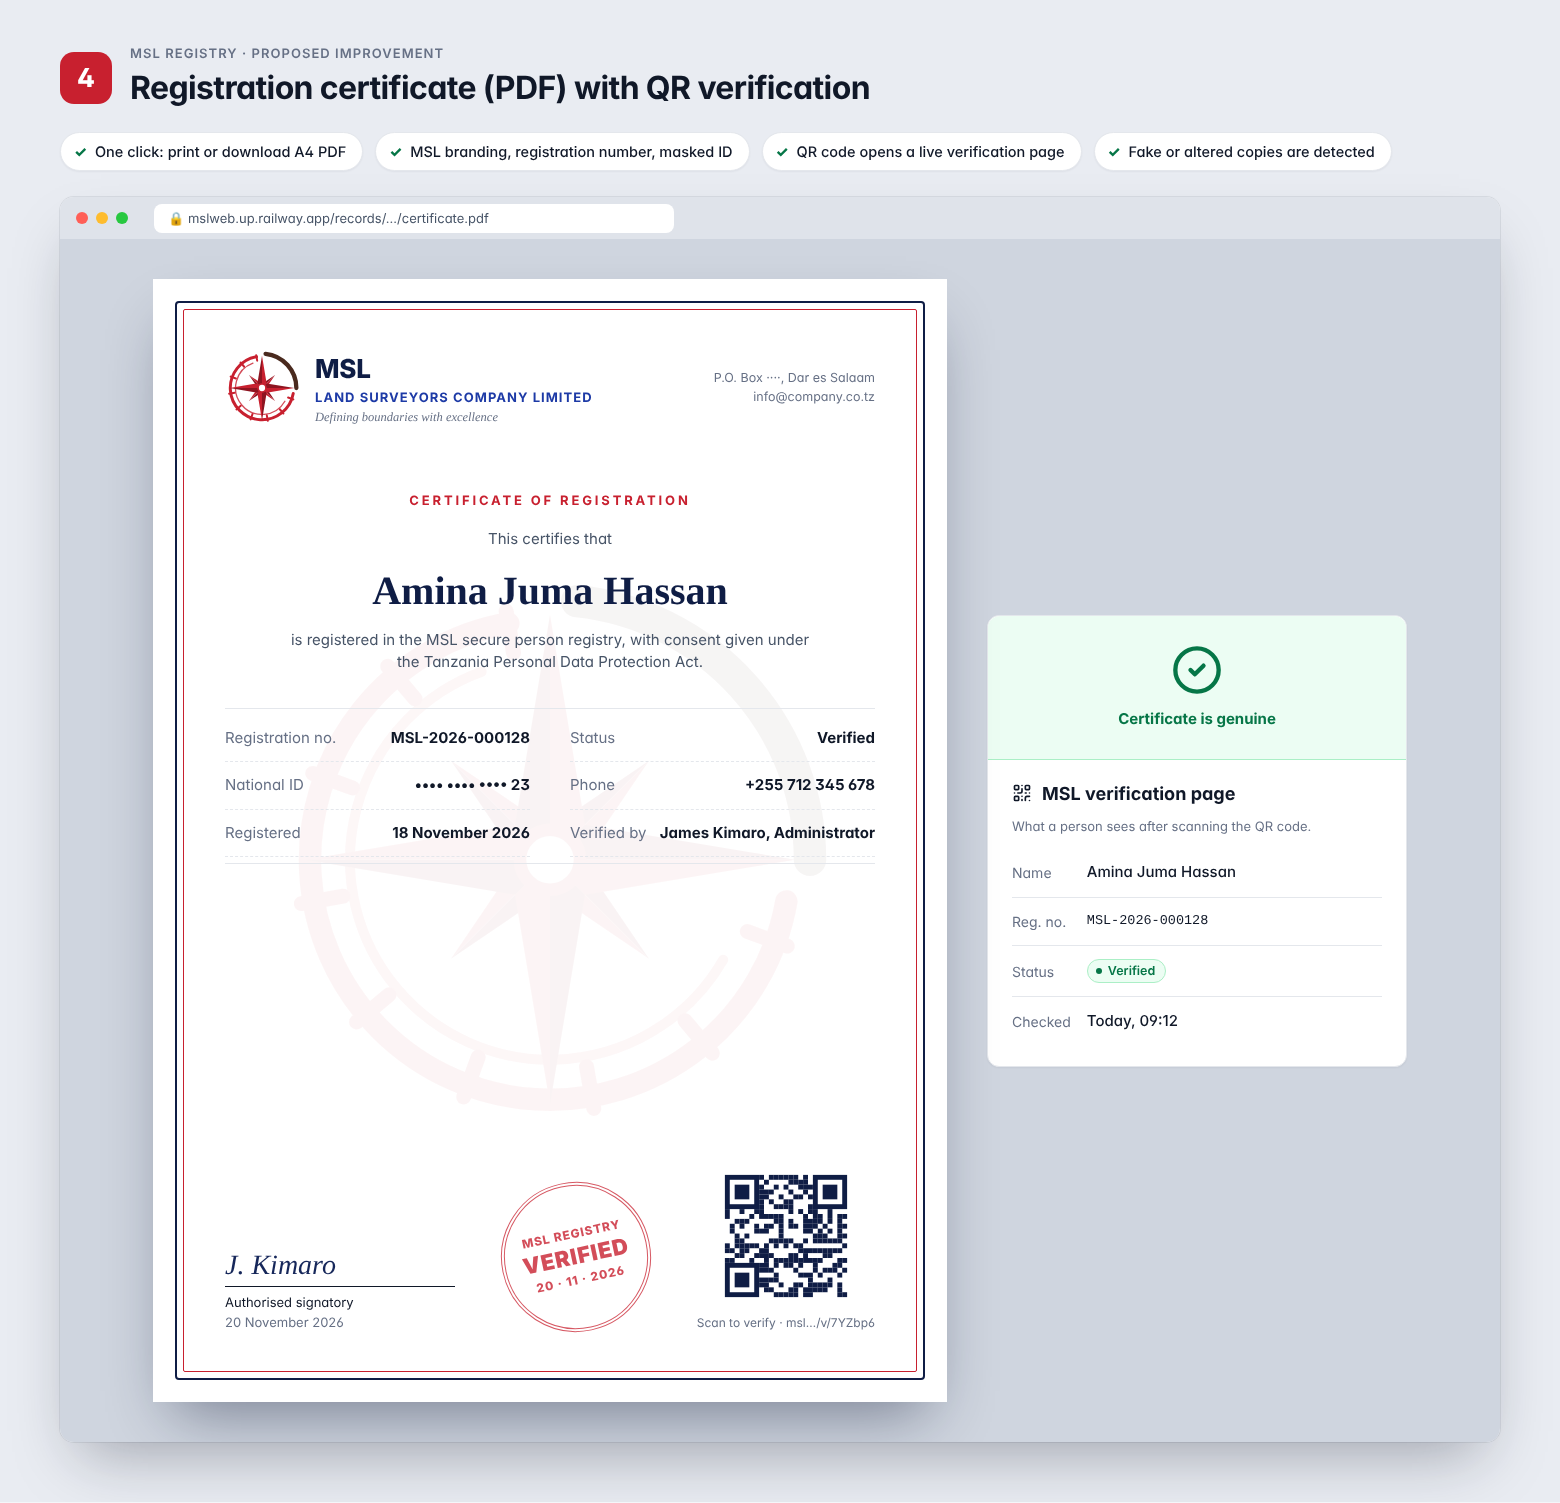 4
MSL REGISTRY · PROPOSED IMPROVEMENT
Registration certificate (PDF) with QR verification
✓ One click: print or download A4 PDF
✓ MSL branding, registration number, masked ID
✓ QR code opens a live verification page
✓ Fake or altered copies are detected
🔒 mslweb.up.railway.app/records/…/certificate.pdf
MSL
LAND SURVEYORS COMPANY LIMITED
Defining boundaries with excellence
P.O. Box ····, Dar es Salaam
info@company.co.tz
CERTIFICATE OF REGISTRATION
This certifies that
Amina Juma Hassan
is registered in the MSL secure person registry, with consent given under
the Tanzania Personal Data Protection Act.
Registration no. MSL-2026-000128 Status Verified
National ID •••• •••• •••• 23 Phone +255 712 345 678
Registered 18 November 2026 Verified by James Kimaro, Administrator
J. Kimaro
Authorised signatory
20 November 2026
MSL REGISTRY
VERIFIED
20 · 11 · 2026
Scan to verify · msl…/v/7YZbp6
Certificate is genuine
MSL verification page
What a person sees after scanning the QR code.
Name Amina Juma Hassan
Reg. no. MSL-2026-000128
Status Verified
Checked Today, 09:12